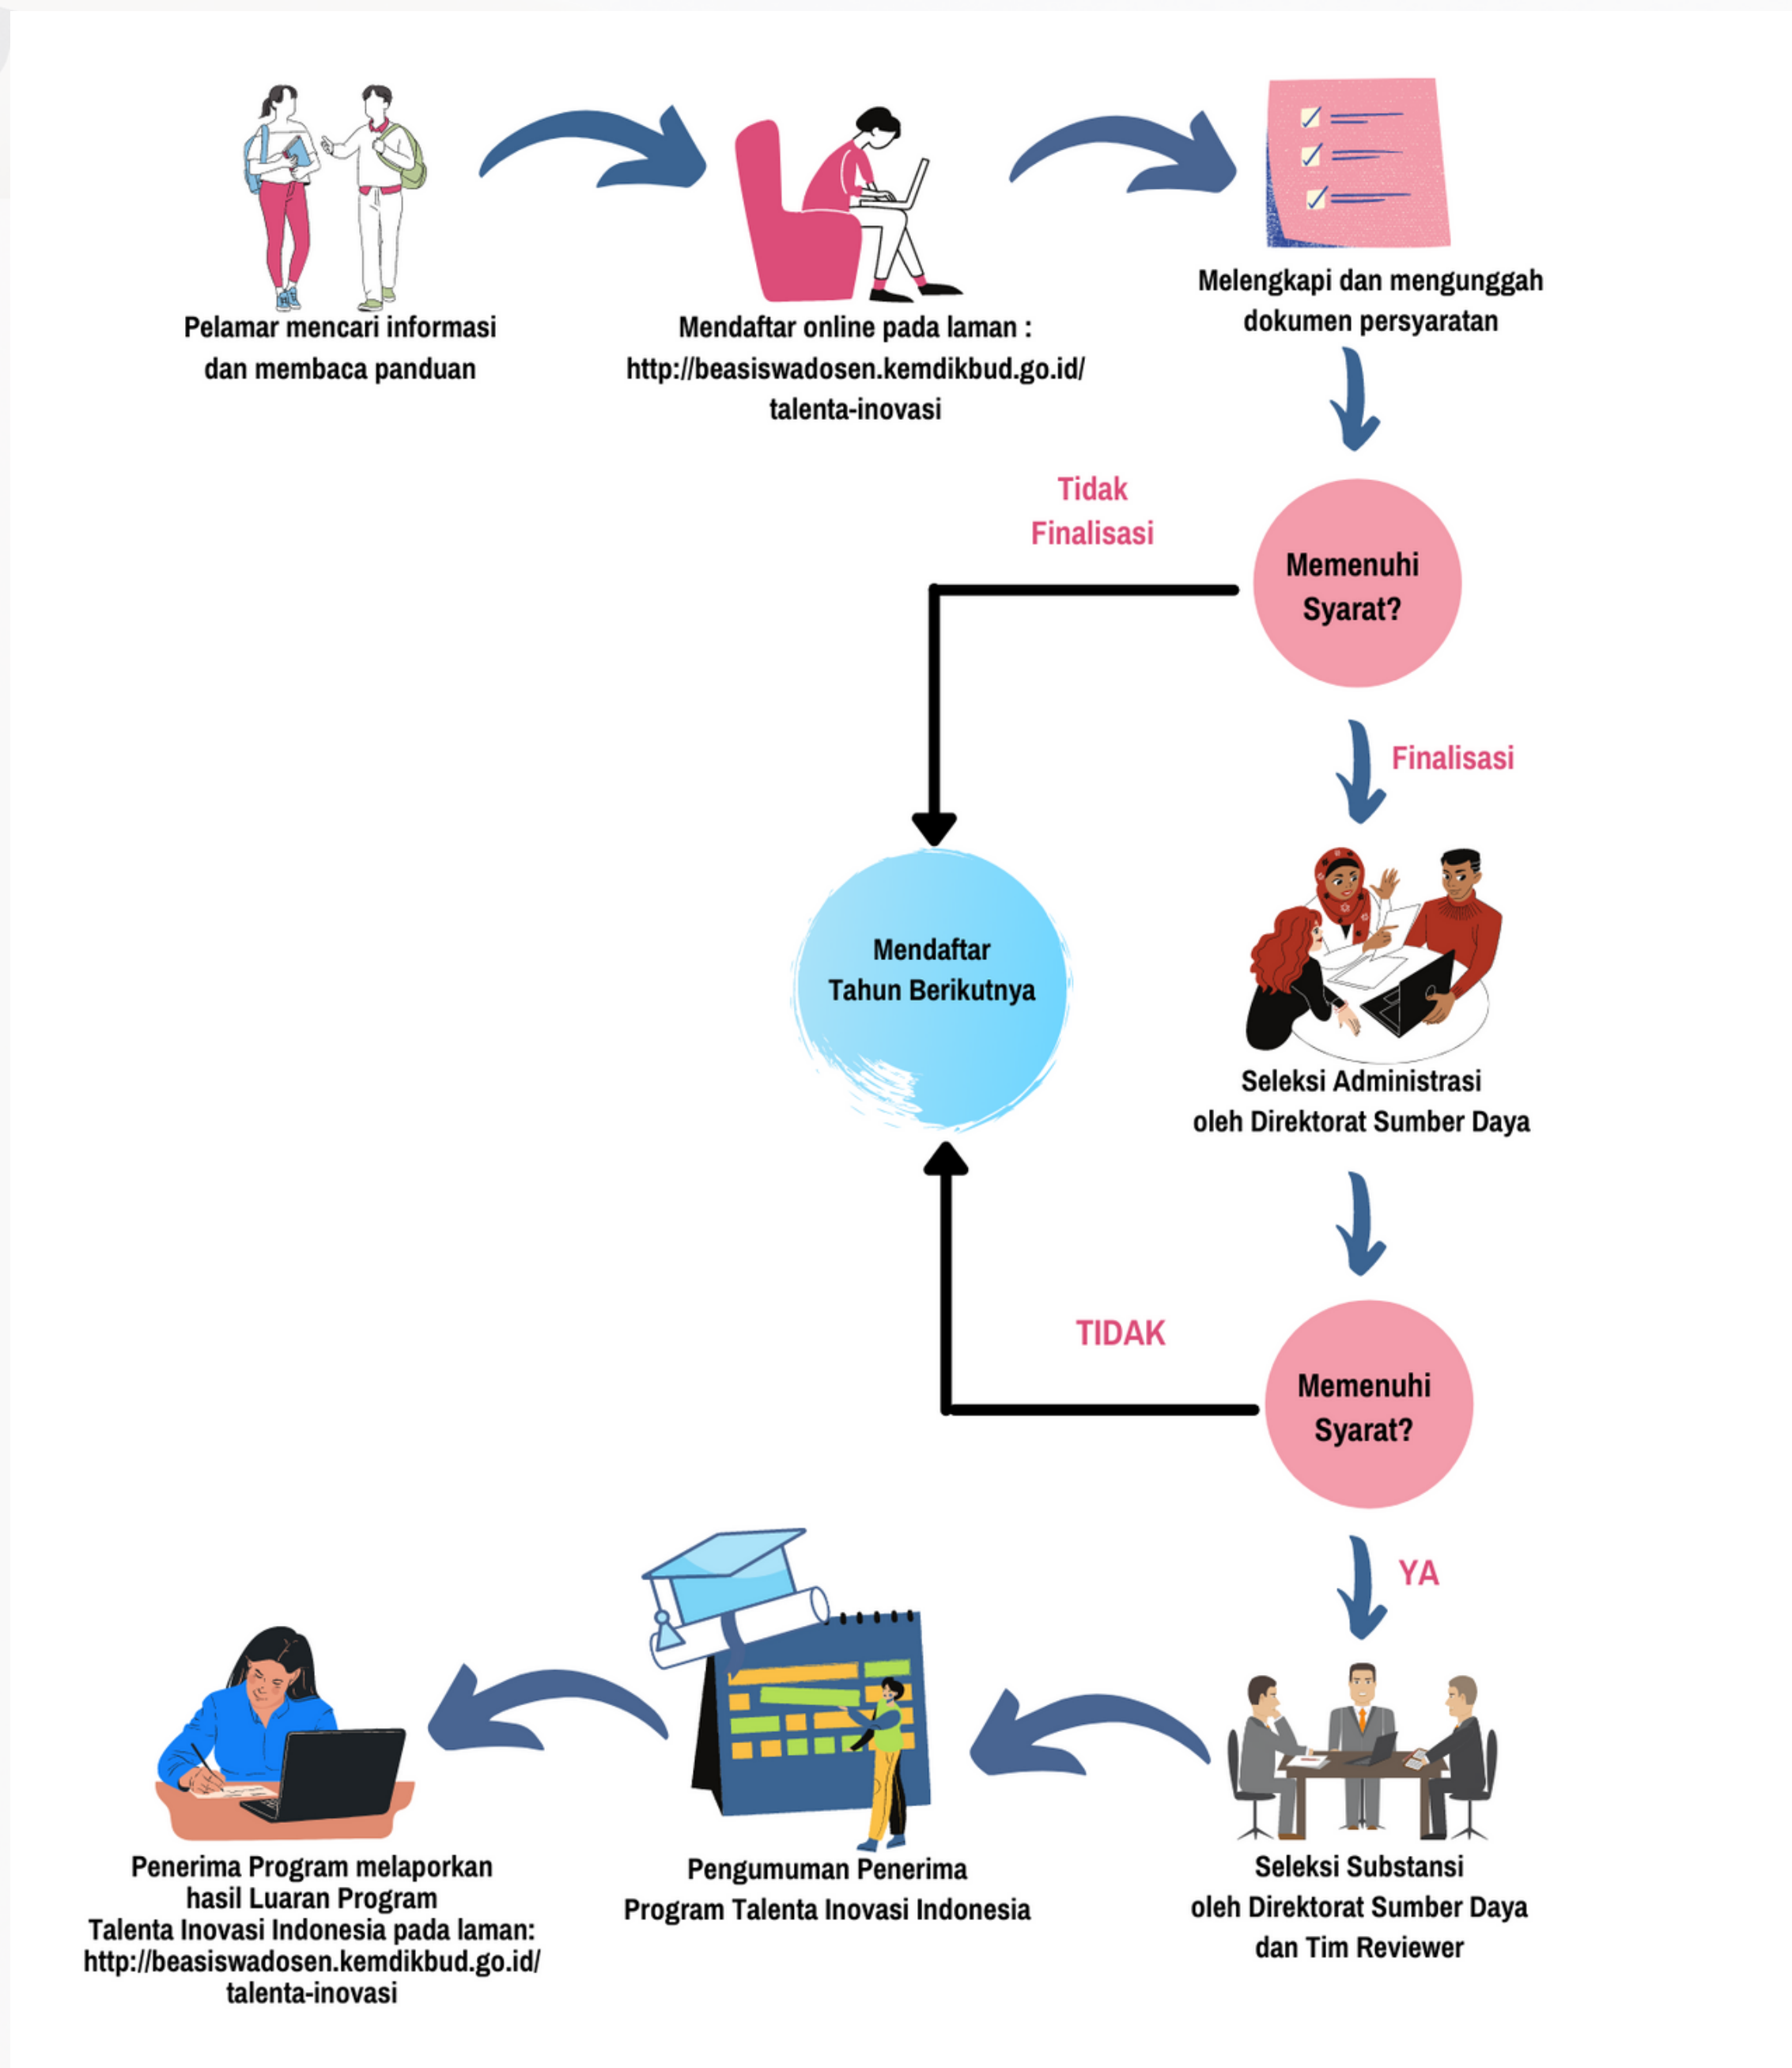 Pelamar mencari informasi
dan membaca panduan
Mendaftar online pada laman :
http://beasiswadosen.kemdikbud.go.id/
talenta-inovasi
Melengkapi dan mengunggah
dokumen persyaratan
Memenuhi
Syarat?
Tidak
Finalisasi
Finalisasi
Mendaftar
Tahun Berikutnya
Seleksi Administrasi
oleh Direktorat Sumber Daya
Memenuhi
Syarat?
TIDAK
YA
Seleksi Substansi
oleh Direktorat Sumber Daya
dan Tim Reviewer
Pengumuman Penerima
Program Talenta Inovasi Indonesia
Penerima Program melaporkan
hasil Luaran Program
Talenta Inovasi Indonesia pada laman:
http://beasiswadosen.kemdikbud.go.id/
talenta-inovasi